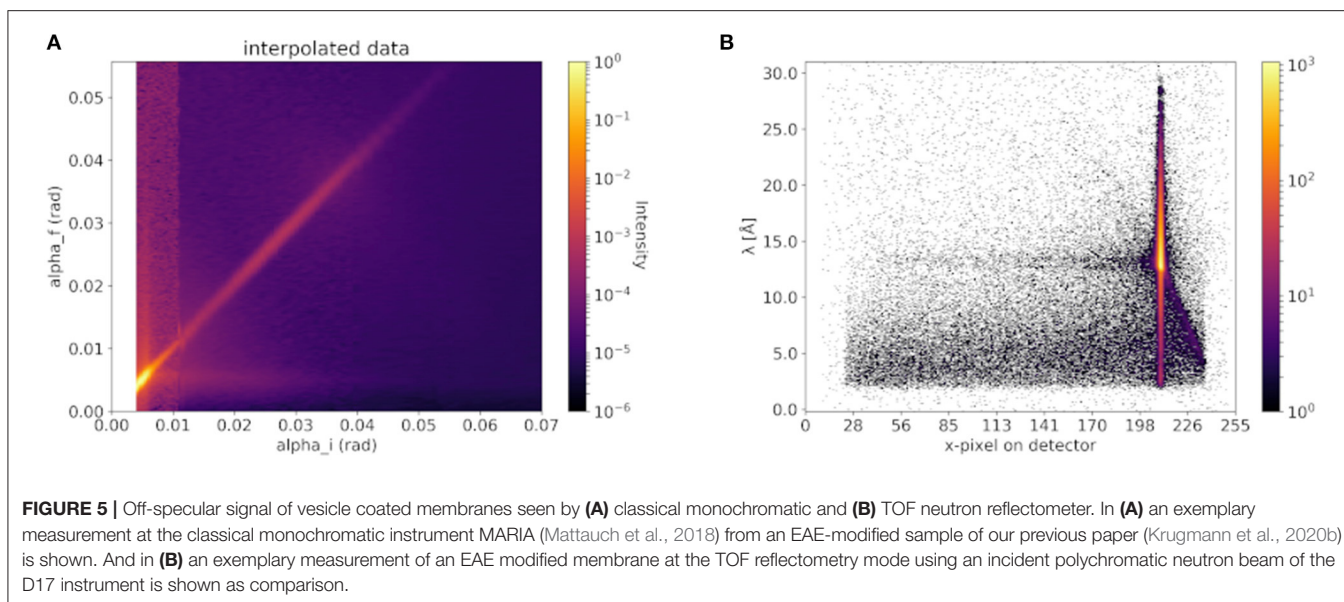 A
interpolated data
0.05
0.04
0.03
0.02
0.01
0.00
alpha_f (rad)
0.00 0.01 0.02 0.03 0.04 0.05 0.06 0.07
alpha_i (rad)
10^0
10^-1
10^-2
10^-3
10^-4
10^-5
10^-6
Intensity
B
30.0
25.0
20.0
15.0
10.0
5.0
0.0
λ [Å]
0 28 56 85 113 141 170 198 226 255
x-pixel on detector
10^3
10^2
10^1
10^0
FIGURE 5 | Off-specular signal of vesicle coated membranes seen by (A) classical monochromatic and (B) TOF neutron reflectometer. In (A) an exemplary
measurement at the classical monochromatic instrument MARIA (Mattauch et al., 2018) from an EAE-modified sample of our previous paper (Krugmann et al., 2020b)
is shown. And in (B) an exemplary measurement of an EAE modified membrane at the TOF reflectometry mode using an incident polychromatic neutron beam of the
D17 instrument is shown as comparison.